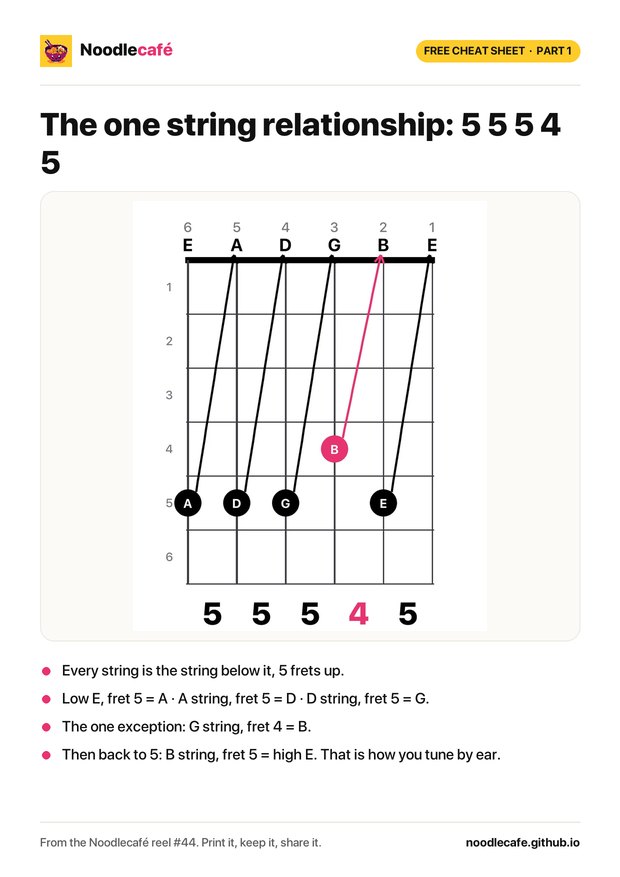 Noodlecafé
FREE CHEAT SHEET · PART 1
The one string relationship: 5 5 5 4
5
6 5 4 3 2 1
E A D G B E
1
2
3
4 B
5 A D G E
6
5 5 5 4 5
Every string is the string below it, 5 frets up.
Low E, fret 5 = A · A string, fret 5 = D · D string, fret 5 = G.
The one exception: G string, fret 4 = B.
Then back to 5: B string, fret 5 = high E. That is how you tune by ear.
From the Noodlecafé reel #44. Print it, keep it, share it.
noodlecafe.github.io